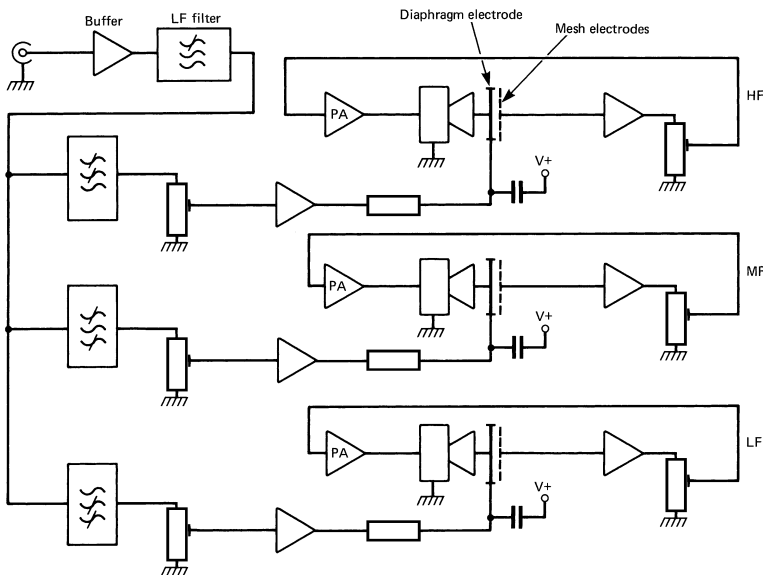 Buffer
LF filter
Diaphragm electrode
Mesh electrodes
PA
HF
V+
PA
MF
V+
PA
LF
V+